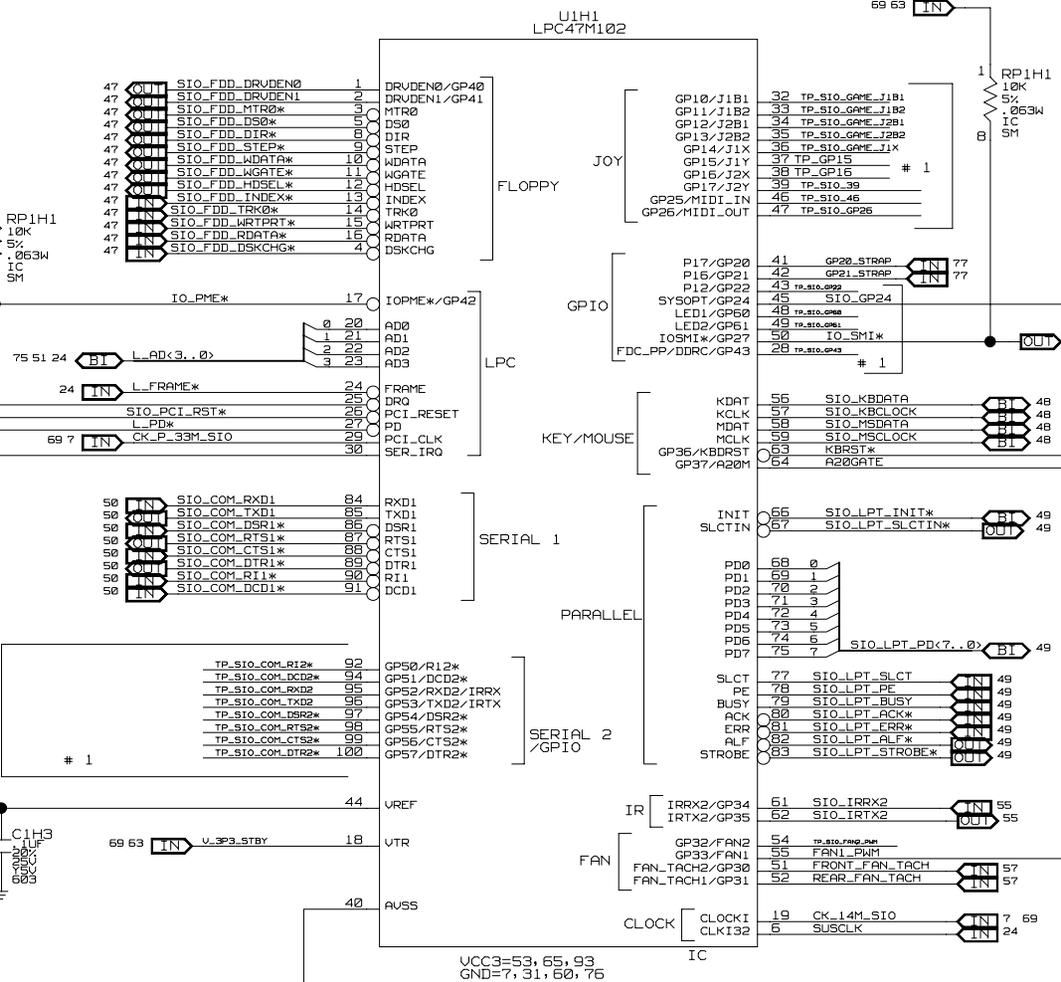 69 63 IN
U1H1
LPC47M102
1 RP1H1
10K
5%
.063W
IC
SM
8
47 OUT SIO_FDD_DRVDEN0 1 DRVDEN0/GP40
47 OUT SIO_FDD_DRVDEN1 2 DRVDEN1/GP41
47 OUT SIO_FDD_MTR0* 3 MTR0
47 OUT SIO_FDD_DS0* 5 DS0
47 OUT SIO_FDD_DIR* 8 DIR
47 OUT SIO_FDD_STEP* 9 STEP
47 OUT SIO_FDD_WDATA* 10 WDATA
47 OUT SIO_FDD_WGATE* 11 WGATE
47 OUT SIO_FDD_HDSEL* 12 HDSEL
47 IN SIO_FDD_INDEX* 13 INDEX
47 IN SIO_FDD_TRK0* 14 TRK0
47 IN SIO_FDD_WRTPRT* 15 WRTPRT
47 IN SIO_FDD_RDATA* 16 RDATA
47 IN SIO_FDD_DSKCHG* 4 DSKCHG
FLOPPY
RP1H1
10K
5%
.063W
IC
SM
IO_PME* 17 IOPME*/GP42
0 20 AD0
1 21 AD1
2 22 AD2
75 51 24 BI L_AD<3..0> 3 23 AD3
LPC
24 IN L_FRAME* 24 FRAME
25 DRQ
SIO_PCI_RST* 26 PCI_RESET
L_PD* 27 PD
69 7 IN CK_P_33M_SIO 29 PCI_CLK
30 SER_IRQ
50 IN SIO_COM_RXD1 84 RXD1
50 OUT SIO_COM_TXD1 85 TXD1
50 IN SIO_COM_DSR1* 86 DSR1
50 OUT SIO_COM_RTS1* 87 RTS1
50 IN SIO_COM_CTS1* 88 CTS1
50 OUT SIO_COM_DTR1* 89 DTR1
50 IN SIO_COM_RI1* 90 RI1
50 IN SIO_COM_DCD1* 91 DCD1
SERIAL 1
TP_SIO_COM_RI2* 92 GP50/RI2*
TP_SIO_COM_DCD2* 94 GP51/DCD2*
TP_SIO_COM_RXD2 95 GP52/RXD2/IRRX
TP_SIO_COM_TXD2 96 GP53/TXD2/IRTX
TP_SIO_COM_DSR2* 97 GP54/DSR2*
TP_SIO_COM_RTS2* 98 GP55/RTS2*
TP_SIO_COM_CTS2* 99 GP56/CTS2*
TP_SIO_COM_DTR2* 100 GP57/DTR2*
SERIAL 2
/GPIO
# 1
44 VREF
C1H3
.1UF
20%
25V
Y5V
603
69 63 IN V_3P3_STBY 18 VTR
40 AVSS
JOY
GP10/J1B1 32 TP_SIO_GAME_J1B1
GP11/J1B2 33 TP_SIO_GAME_J1B2
GP12/J2B1 34 TP_SIO_GAME_J2B1
GP13/J2B2 35 TP_SIO_GAME_J2B2
GP14/J1X 36 TP_SIO_GAME_J1X
GP15/J1Y 37 TP_GP15
GP16/J2X 38 TP_GP16
GP17/J2Y 39 TP_SIO_39
GP25/MIDI_IN 46 TP_SIO_46
GP26/MIDI_OUT 47 TP_SIO_GP26
# 1
GPIO
P17/GP20 41 GP20_STRAP IN 77
P16/GP21 42 GP21_STRAP IN 77
P12/GP22 43 TP_SIO_GP22
SYSOPT/GP24 45 SIO_GP24
LED1/GP60 48 TP_SIO_GP60
LED2/GP61 49 TP_SIO_GP61
IOSMI*/GP27 50 IO_SMI* OUT
FDC_PP/DDRC/GP43 28 TP_SIO_GP43
# 1
KEY/MOUSE
KDAT 56 SIO_KBDATA BI 48
KCLK 57 SIO_KBCLOCK BI 48
MDAT 58 SIO_MSDATA BI 48
MCLK 59 SIO_MSCLOCK BI 48
GP36/KBDRST 63 KBRST*
GP37/A20M 64 A20GATE
PARALLEL
INIT 66 SIO_LPT_INIT* BI 49
SLCTIN 67 SIO_LPT_SLCTIN* OUT 49
PD0 68 0
PD1 69 1
PD2 70 2
PD3 71 3
PD4 72 4
PD5 73 5
PD6 74 6
PD7 75 7 SIO_LPT_PD<7..0> BI 49
SLCT 77 SIO_LPT_SLCT IN 49
PE 78 SIO_LPT_PE IN 49
BUSY 79 SIO_LPT_BUSY IN 49
ACK 80 SIO_LPT_ACK* IN 49
ERR 81 SIO_LPT_ERR* IN 49
ALF 82 SIO_LPT_ALF* OUT 49
STROBE 83 SIO_LPT_STROBE* OUT 49
IR
IRRX2/GP34 61 SIO_IRRX2 IN 55
IRTX2/GP35 62 SIO_IRTX2 OUT 55
FAN
GP32/FAN2 54 TP_SIO_FAN2_PWM
GP33/FAN1 55 FAN1_PWM
FAN_TACH2/GP30 51 FRONT_FAN_TACH IN 57
FAN_TACH1/GP31 52 REAR_FAN_TACH IN 57
CLOCK
CLOCKI 19 CK_14M_SIO IN 7 69
CLKI32 6 SUSCLK IN 24
IC
VCC3=53,65,93
GND=7,31,60,76